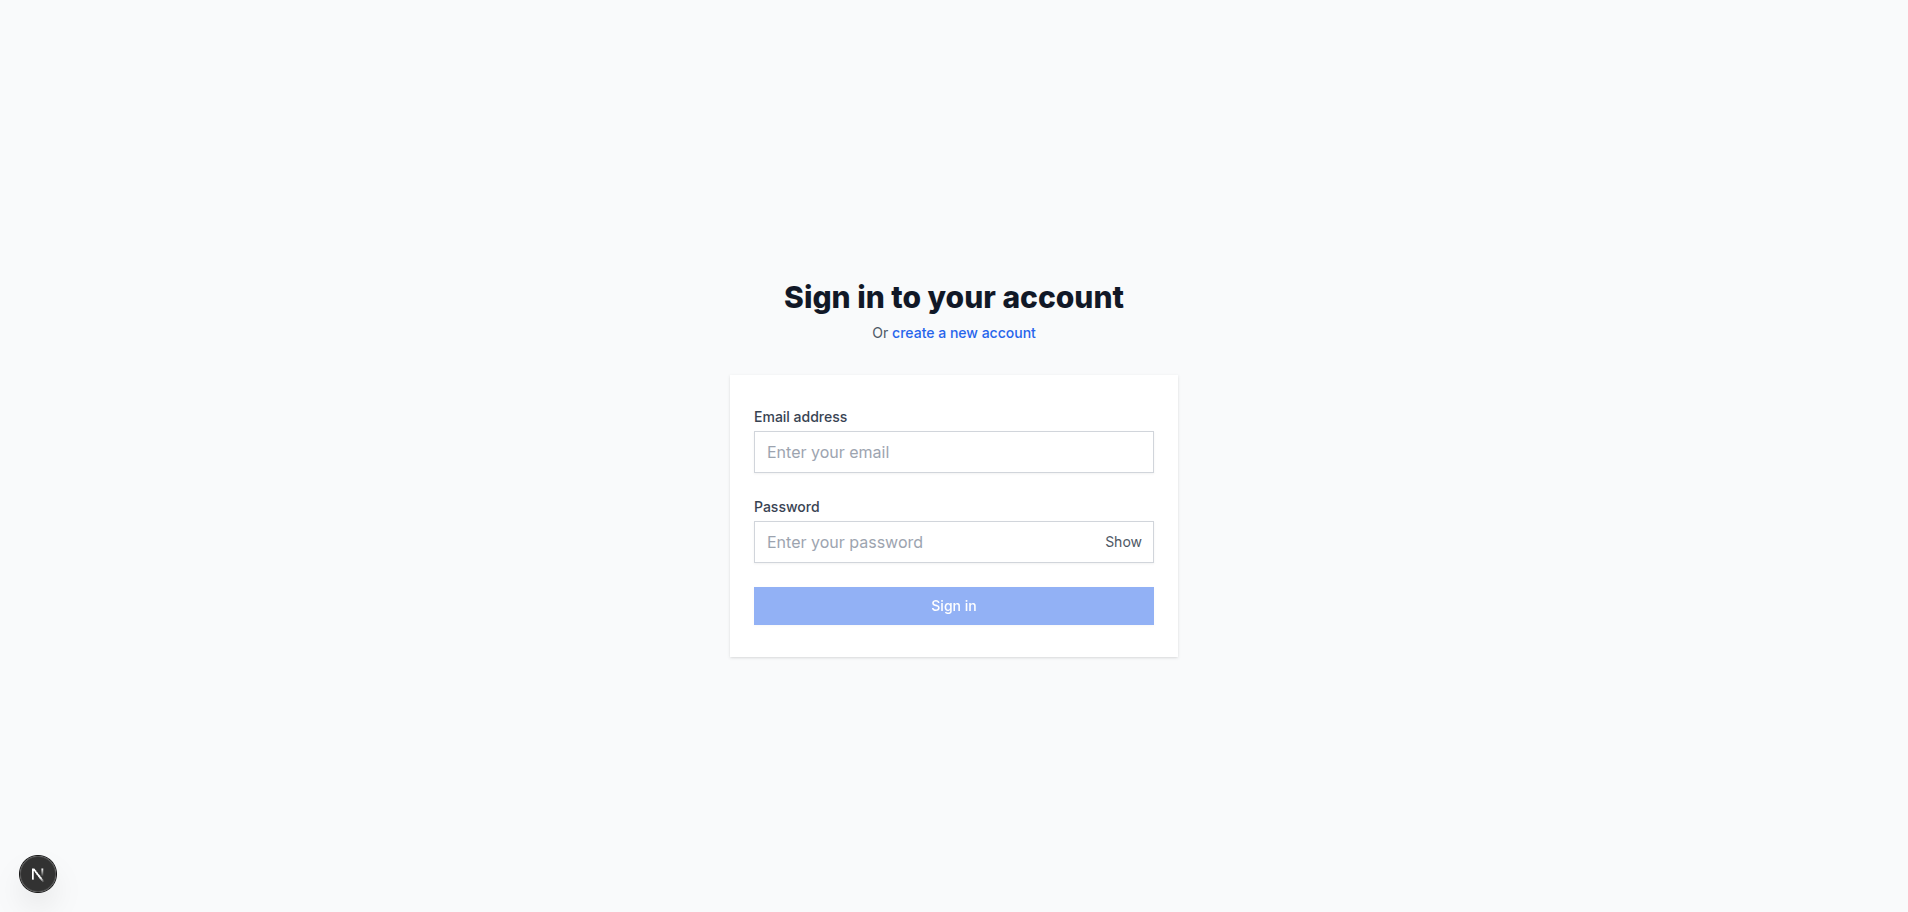 Sign in to your account
Or create a new account
Email address
Enter your email
Password
Enter your password
Show
Sign in
N